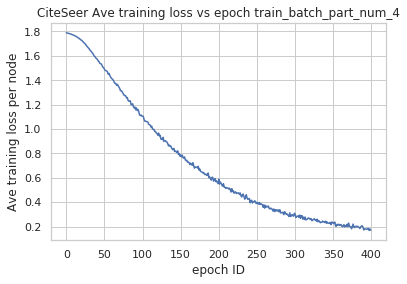 CiteSeer Ave training loss vs epoch train_batch_part_num_4
Ave training loss per node
1.8
1.6
1.4
1.2
1.0
0.8
0.6
0.4
0.2
0 50 100 150 200 250 300 350 400
epoch ID